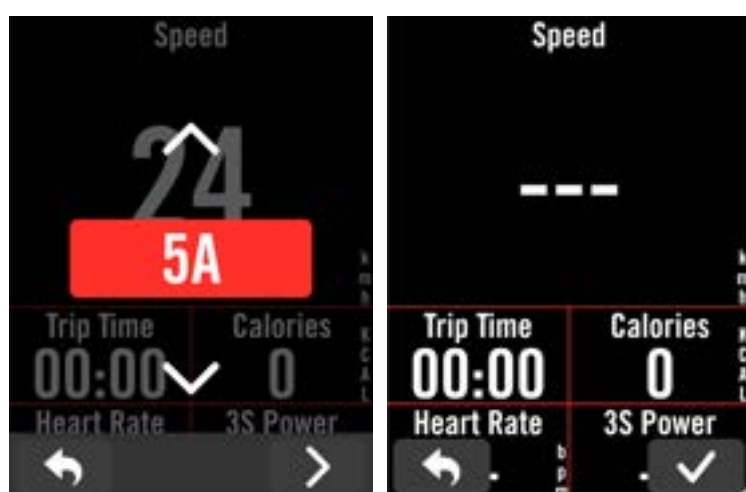 Speed
24
5A
k
m
h
Trip Time
Calories
00:00
0
K
C
A
L
Heart Rate
3S Power
Speed
---
k
m
h
Trip Time
Calories
00:00
0
K
C
A
L
Heart Rate
3S Power
b
p
m